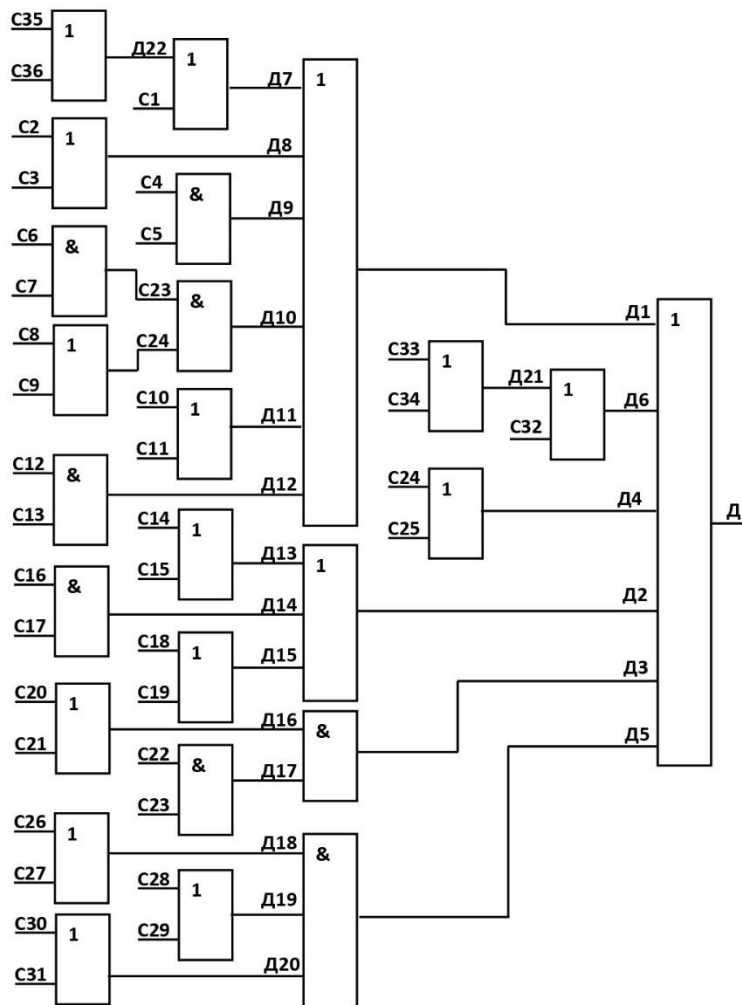 С35
1
Д22
С36
1
Д7
1
С1
С2
1
Д8
С3
С4
&
Д9
С5
С6
&
С7
С23
&
Д10
С8
1
С24
С9
С10
1
Д11
С11
С12
&
Д12
С13
С14
1
Д13
1
С15
С16
&
Д14
С17
С18
1
Д15
С19
С20
1
Д16
&
С21
С22
&
Д17
С23
С26
1
Д18
&
С27
С28
1
Д19
С29
С30
1
Д20
С31
Д1
1
С33
1
Д21
1
Д6
С34
С32
С24
1
Д4
С25
Д
Д2
Д3
Д5